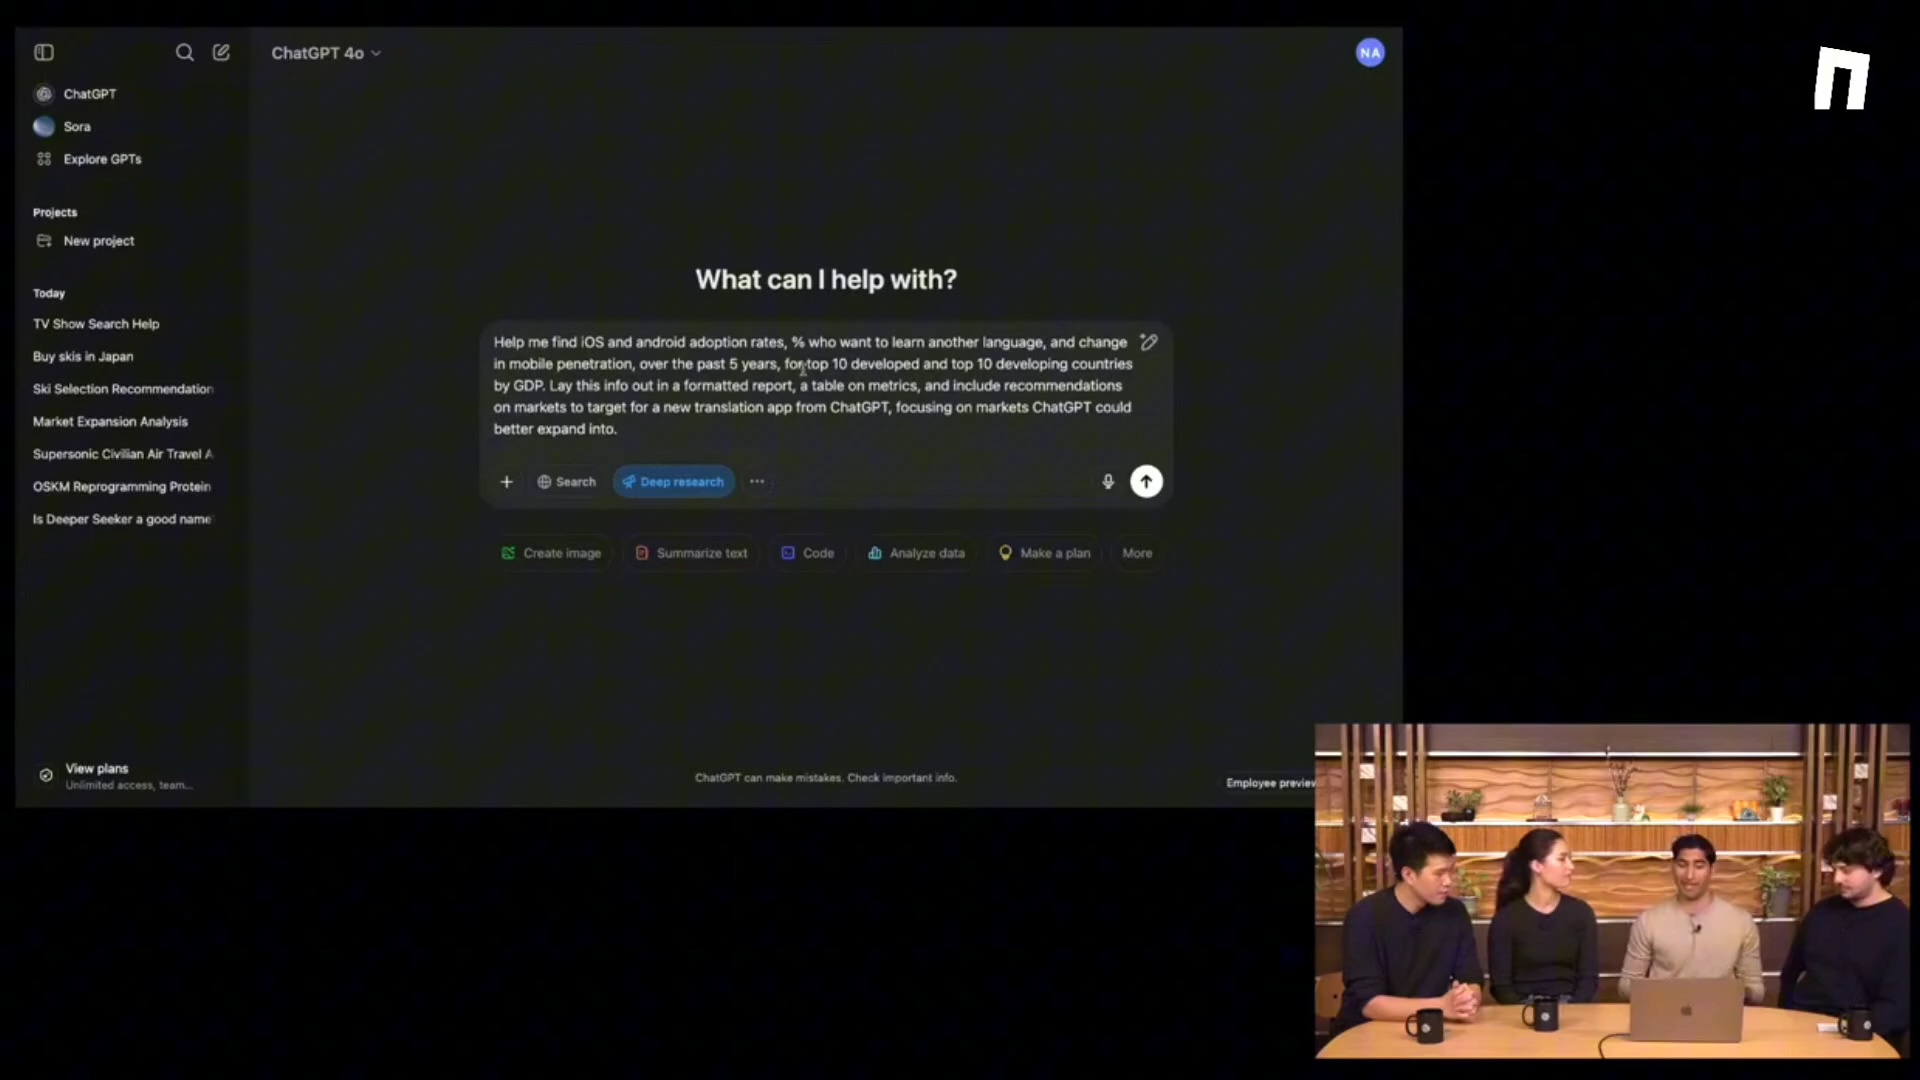 ChatGPT 4o
NA
ChatGPT
Sora
Explore GPTs
Projects
New project
Today
TV Show Search Help
Buy skis in Japan
Ski Selection Recommendation
Market Expansion Analysis
Supersonic Civilian Air Travel A
OSKM Reprogramming Protein
Is Deeper Seeker a good name
View plans
Unlimited access, team...
What can I help with?
Help me find iOS and android adoption rates, % who want to learn another language, and change
in mobile penetration, over the past 5 years, for top 10 developed and top 10 developing countries
by GDP. Lay this info out in a formatted report, a table on metrics, and include recommendations
on markets to target for a new translation app from ChatGPT, focusing on markets ChatGPT could
better expand into.
Search
Deep research
Create image
Summarize text
Code
Analyze data
Make a plan
More
ChatGPT can make mistakes. Check important info.
Employee preview